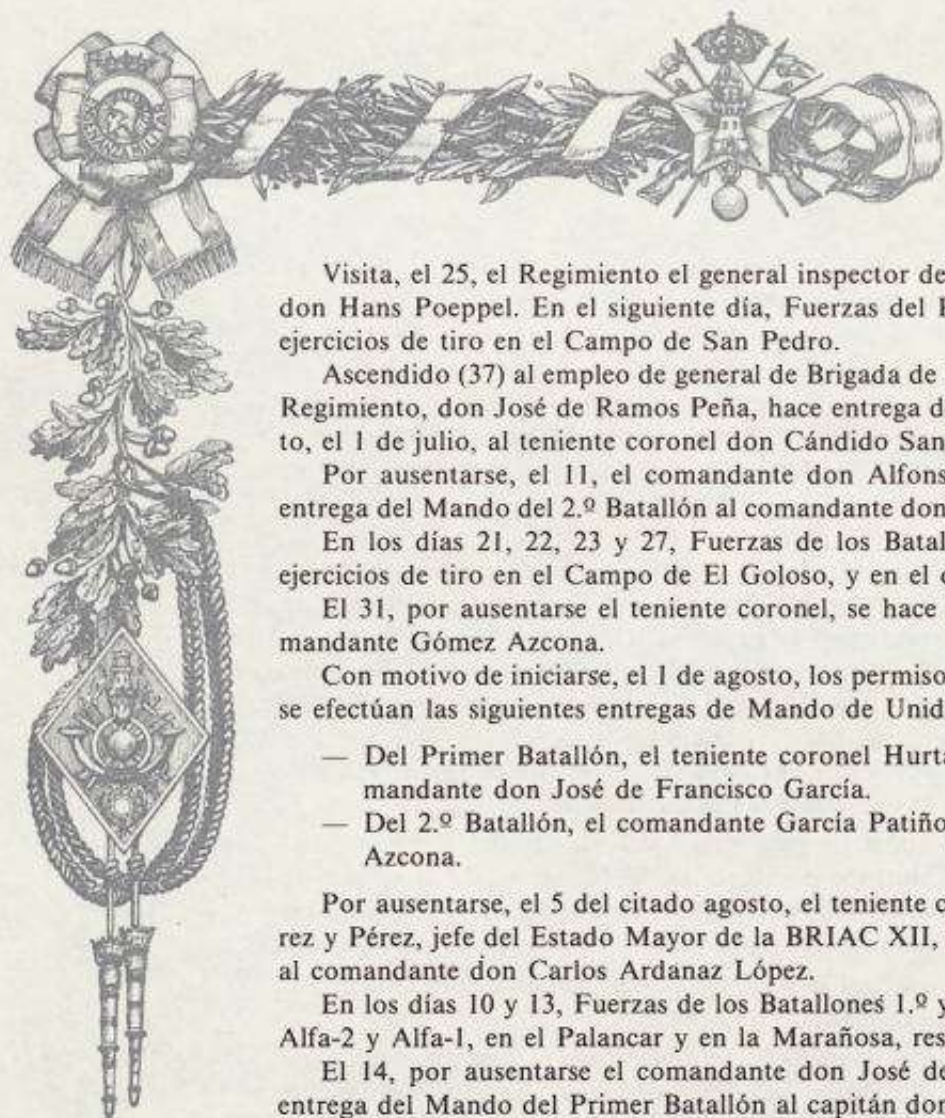 Visita, el 25, el Regimiento el general inspector de
don Hans Poeppel. En el siguiente día, Fuerzas del
ejercicios de tiro en el Campo de San Pedro.
Ascendido (37) al empleo de general de Brigada de
Regimiento, don José de Ramos Peña, hace entrega d
to, el 1 de julio, al teniente coronel don Cándido San
Por ausentarse, el 11, el comandante don Alfons
entrega del Mando del 2.º Batallón al comandante don
En los días 21, 22, 23 y 27, Fuerzas de los Batal
ejercicios de tiro en el Campo de El Goloso, y en el
El 31, por ausentarse el teniente coronel, se hace
mandante Gómez Azcona.
Con motivo de iniciarse, el 1 de agosto, los permiso
se efectúan las siguientes entregas de Mando de Unid
— Del Primer Batallón, el teniente coronel Hurta
mandante don José de Francisco García.
— Del 2.º Batallón, el comandante García Patiño
Azcona.
Por ausentarse, el 5 del citado agosto, el teniente
rez y Pérez, jefe del Estado Mayor de la BRIAC XII,
al comandante don Carlos Ardanaz López.
En los días 10 y 13, Fuerzas de los Batallones 1.º y
Alfa-2 y Alfa-1, en el Palancar y en la Marañosa, res
El 14, por ausentarse el comandante don José de
entrega del Mando del Primer Batallón al capitán don